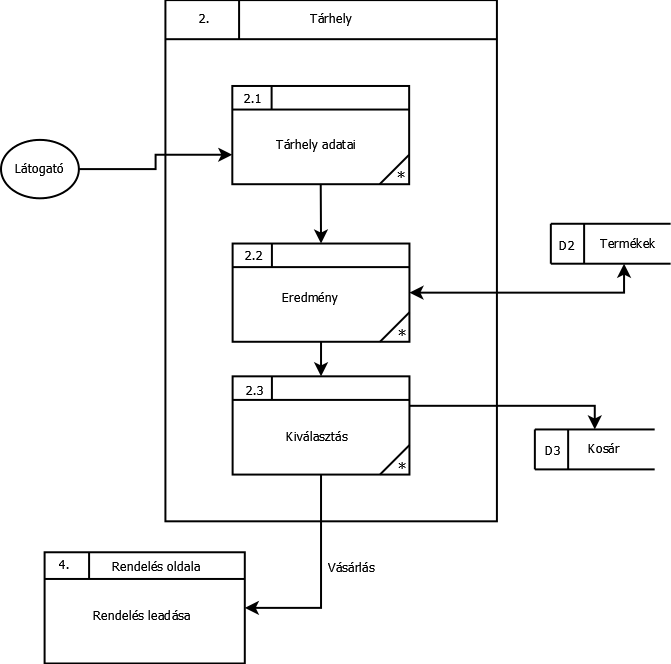 2.
Tárhely
2.1
Tárhely adatai
*
Látogató
2.2
Eredmény
*
D2
Termékek
2.3
Kiválasztás
*
D3
Kosár
Vásárlás
4.
Rendelés oldala
Rendelés leadása